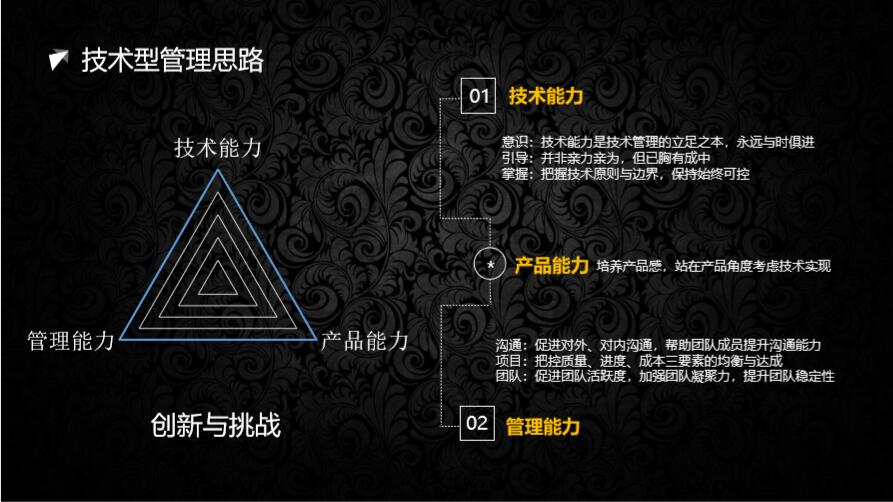 技术型管理思路
技术能力
管理能力
产品能力
创新与挑战
01
技术能力
意识：技术能力是技术管理的立足之本，永远与时俱进
引导：并非亲力亲为，但已胸有成中
掌握：把握技术原则与边界，保持始终可控
*
产品能力 培养产品感，站在产品角度考虑技术实现
沟通：促进对外、对内沟通，帮助团队成员提升沟通能力
项目：把控质量、进度、成本三要素的均衡与达成
团队：促进团队活跃度，加强团队凝聚力，提升团队稳定性
02
管理能力